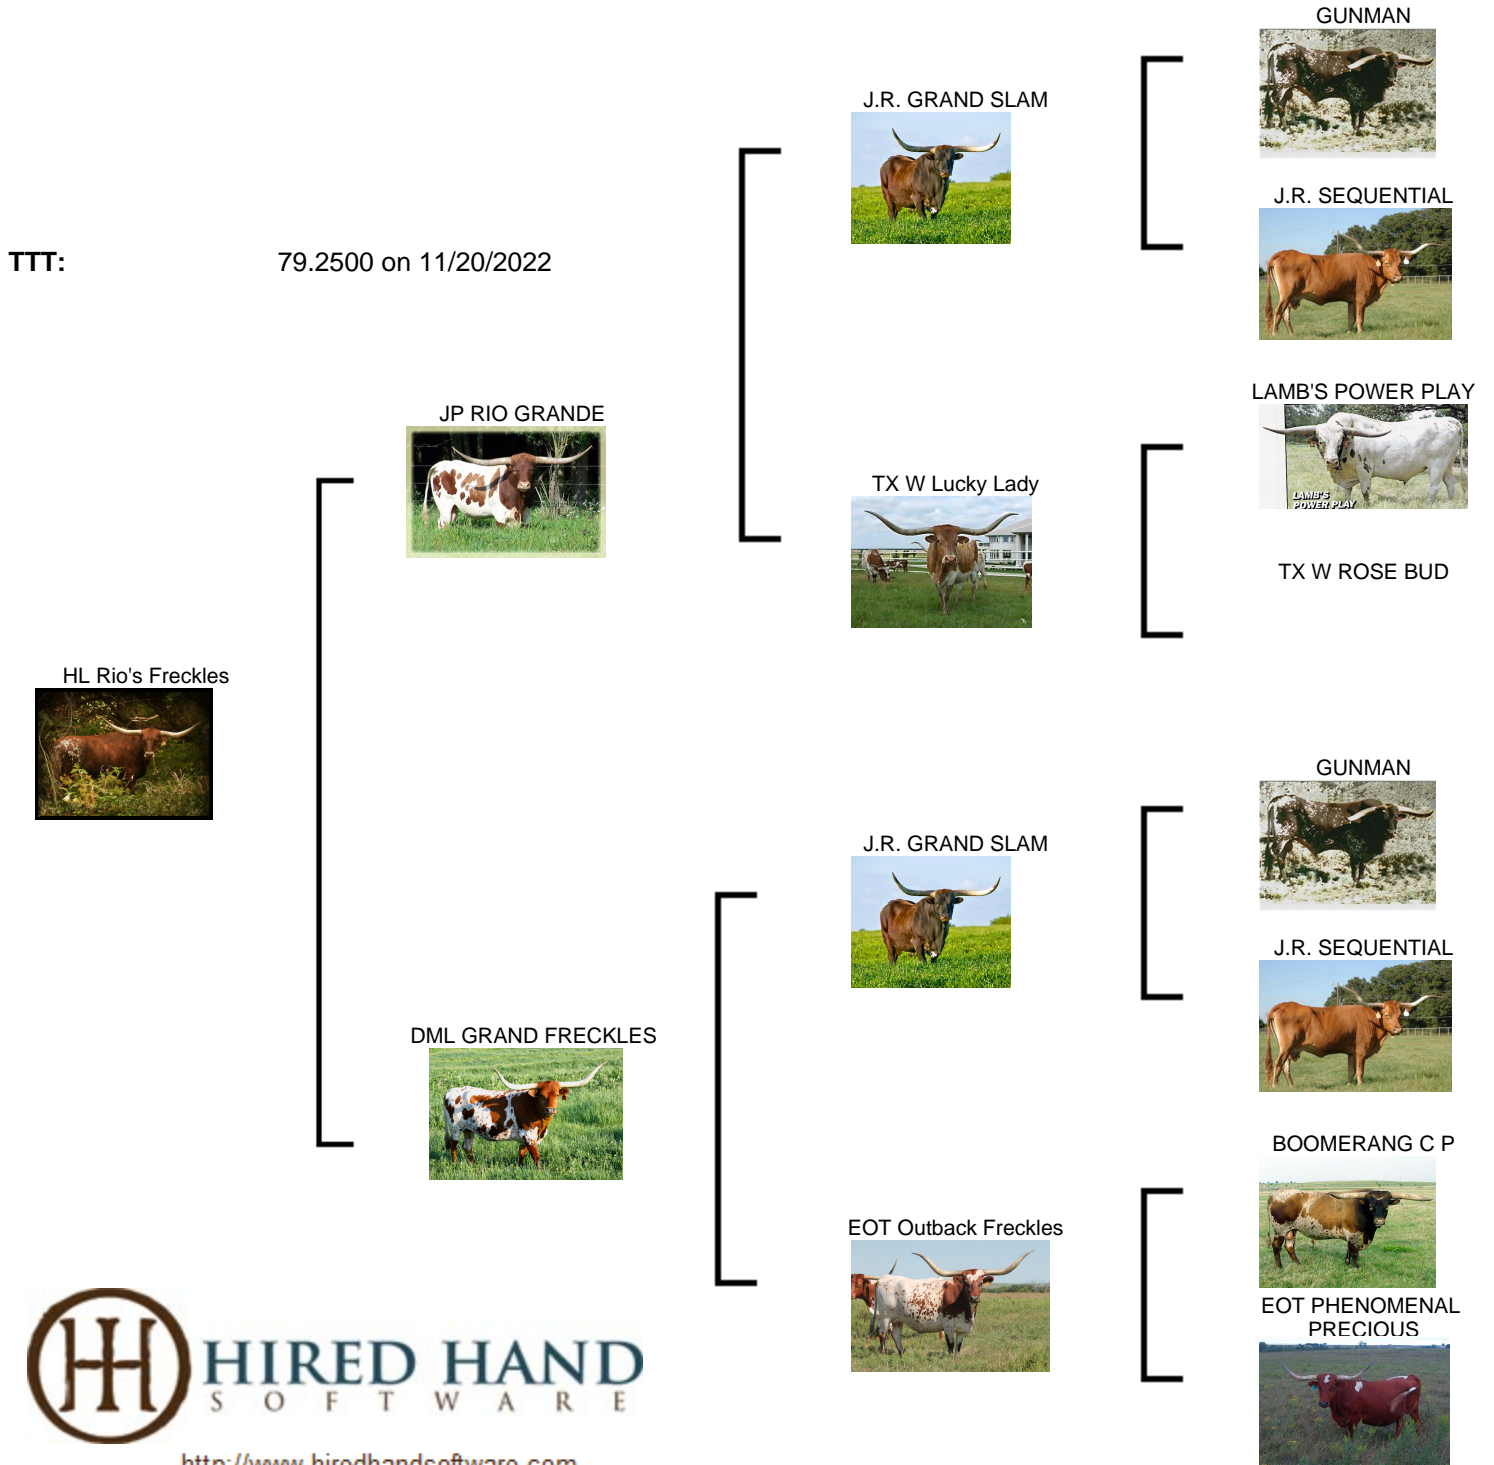 GUNMAN
J.R. GRAND SLAM
J.R. SEQUENTIAL
TTT: 79.2500 on 11/20/2022
LAMB'S POWER PLAY
JP RIO GRANDE
TX W Lucky Lady
LAMB'S
POWER PLAY
TX W ROSE BUD
HL Rio's Freckles
GUNMAN
J.R. GRAND SLAM
J.R. SEQUENTIAL
DML GRAND FRECKLES
BOOMERANG C P
EOT Outback Freckles
EOT PHENOMENAL
PRECIOUS
HIRED HAND
SOFTWARE
http://www.hiredhandsoftware.com